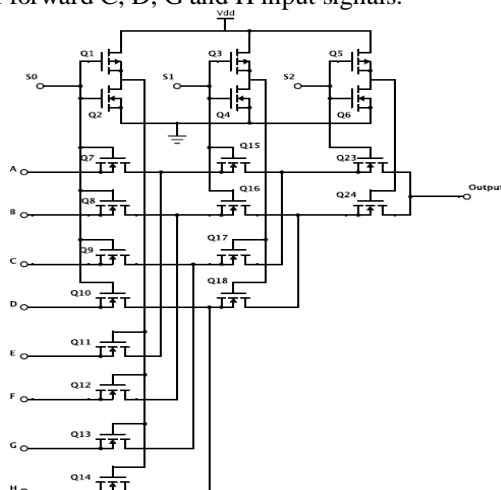 forward C, D, G and H input signals.
Vdd
Q1 Q3 Q5
S0 S1 S2
Q2 Q4 Q6
Q7 Q15 Q23
A
Q8 Q16 Q24
B
Output
Q9 Q17
C
Q10 Q18
D
Q11
E
Q12
F
Q13
G
Q14
H